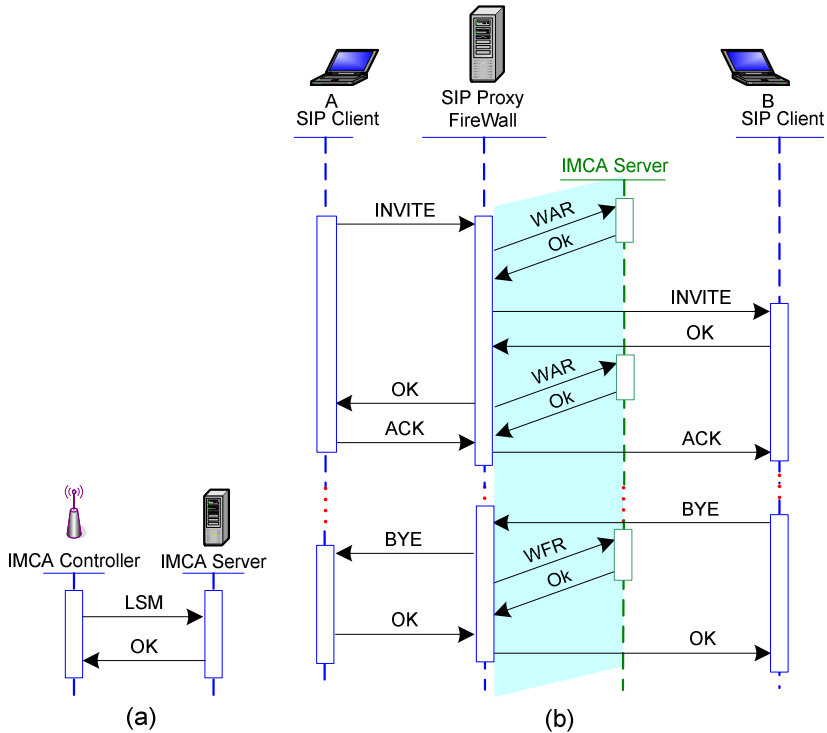 A
SIP Client
SIP Proxy
FireWall
B
SIP Client
IMCA Server
INVITE
WAR
Ok
INVITE
OK
WAR
OK
Ok
ACK
ACK
BYE
BYE
WFR
Ok
OK
OK
IMCA Controller
IMCA Server
LSM
OK
(a)
(b)